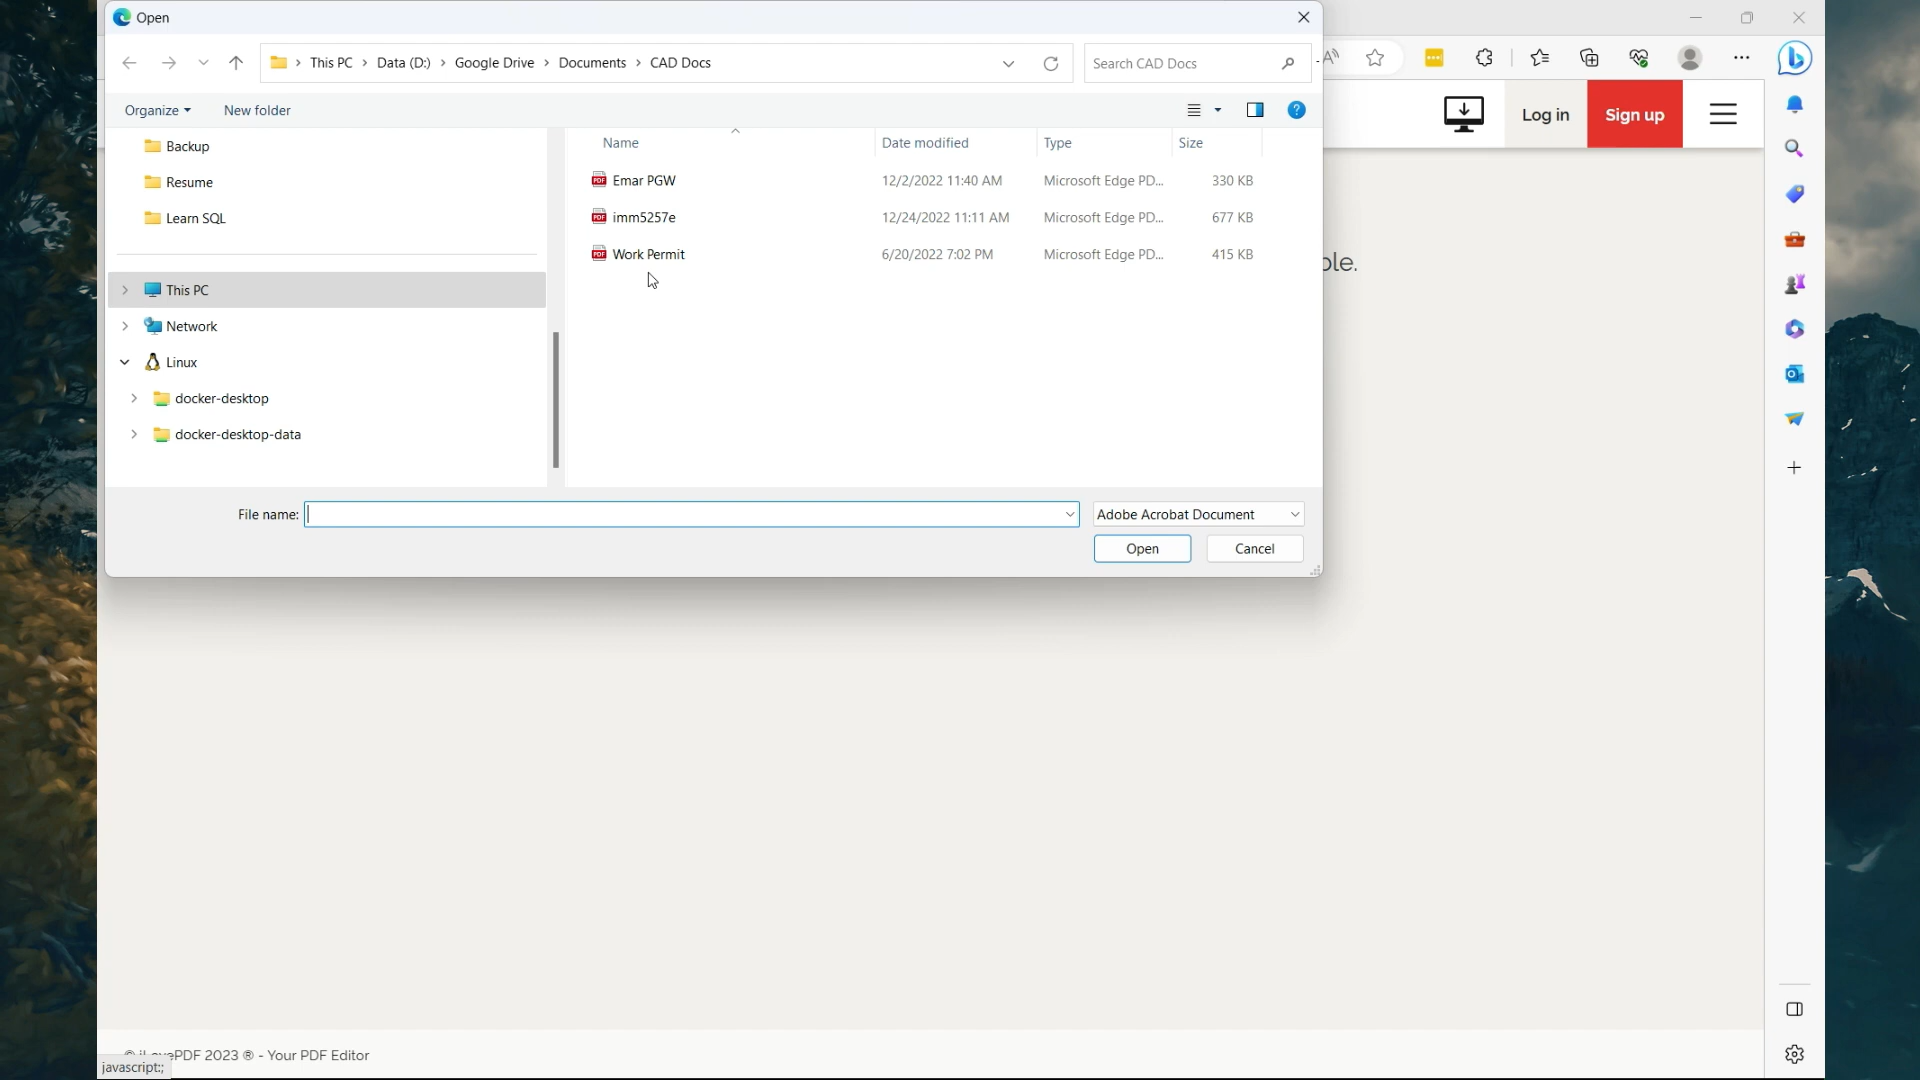 Open
This PC > Data (D:) > Google Drive > Documents > CAD Docs
Search CAD Docs
Organize
New folder
Name
Date modified
Type
Size
Backup
Resume
Learn SQL
This PC
Network
Linux
docker-desktop
docker-desktop-data
Emar PGW 12/2/2022 11:40 AM Microsoft Edge PD... 330 KB
imm5257e 12/24/2022 11:11 AM Microsoft Edge PD... 677 KB
Work Permit 6/20/2022 7:02 PM Microsoft Edge PD... 415 KB
File name:
Adobe Acrobat Document
Open
Cancel
Log in
Sign up
ble.
PDF 2023 ® - Your PDF Editor
javascript:;